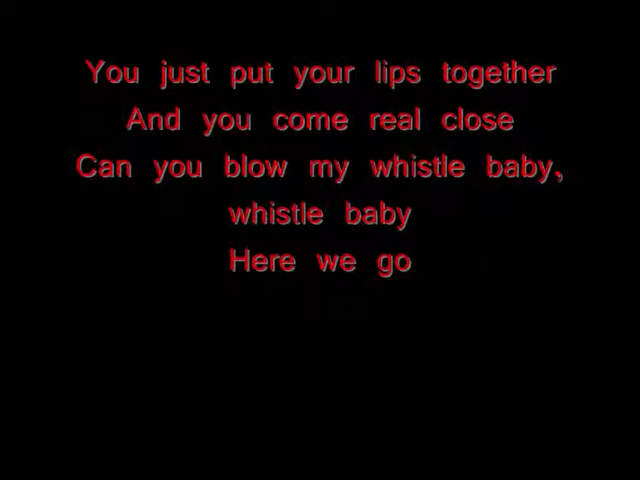 You just put your lips together
And you come real close
Can you blow my whistle baby,
whistle baby
Here we go